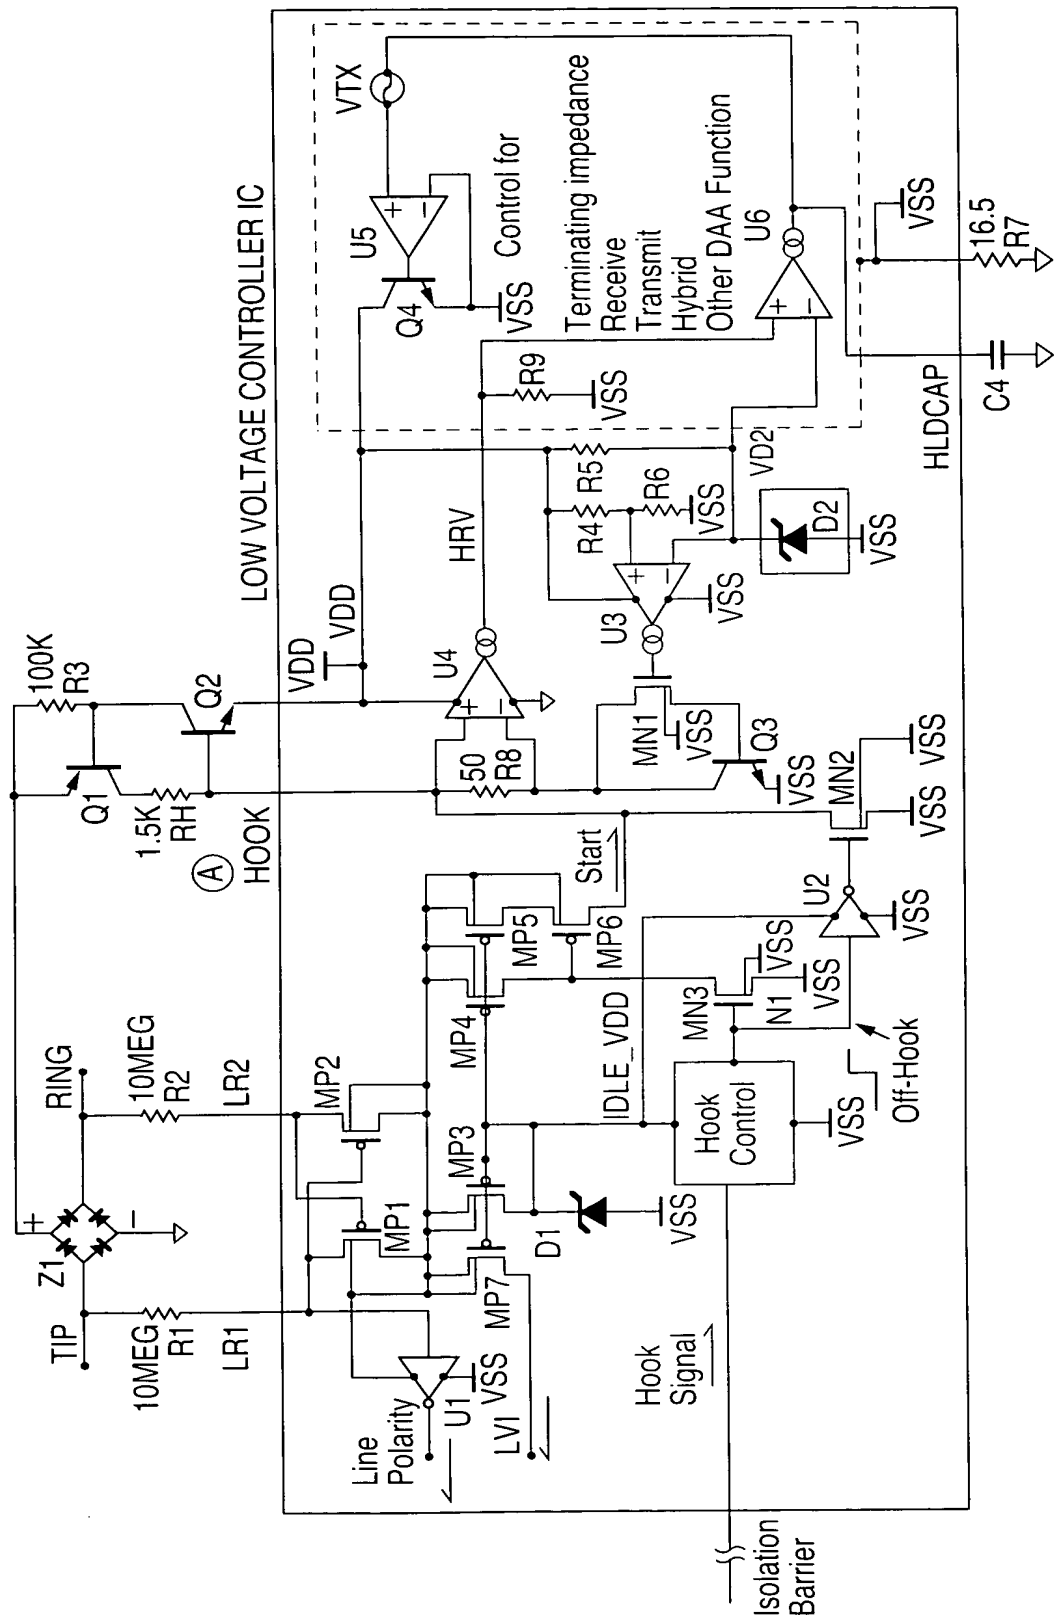 TIP
Z1
+
−
RING
10MEG
R1
LR1
10MEG
R2
LR2
100K
R3
Q1
Q2
1.5K
RH
A
HOOK
LOW VOLTAGE CONTROLLER IC
VDD
VDD
Line
Polarity
U1
VSS
LVI
MP7
MP1
MP2
MP3
MP4
MP5
MP6
D1
VSS
IDLE_VDD
Start
50
R8
+
−
U4
HRV
R9
VSS
VTX
U5
+
−
Q4
VSS
Control for
Terminating impedance
Receive
Transmit
Hybrid
Other DAA Function
+
−
U6
R5
R4
R6
VSS
VD2
U3
+
−
VSS
D2
VSS
MN1
VSS
Q3
VSS
MN2
VSS
VSS
U2
VSS
MN3
N1
VSS
VSS
Hook
Control
VSS
Off-Hook
Hook
Signal
Isolation
Barrier
HLDCAP
C4
VSS
16.5
R7